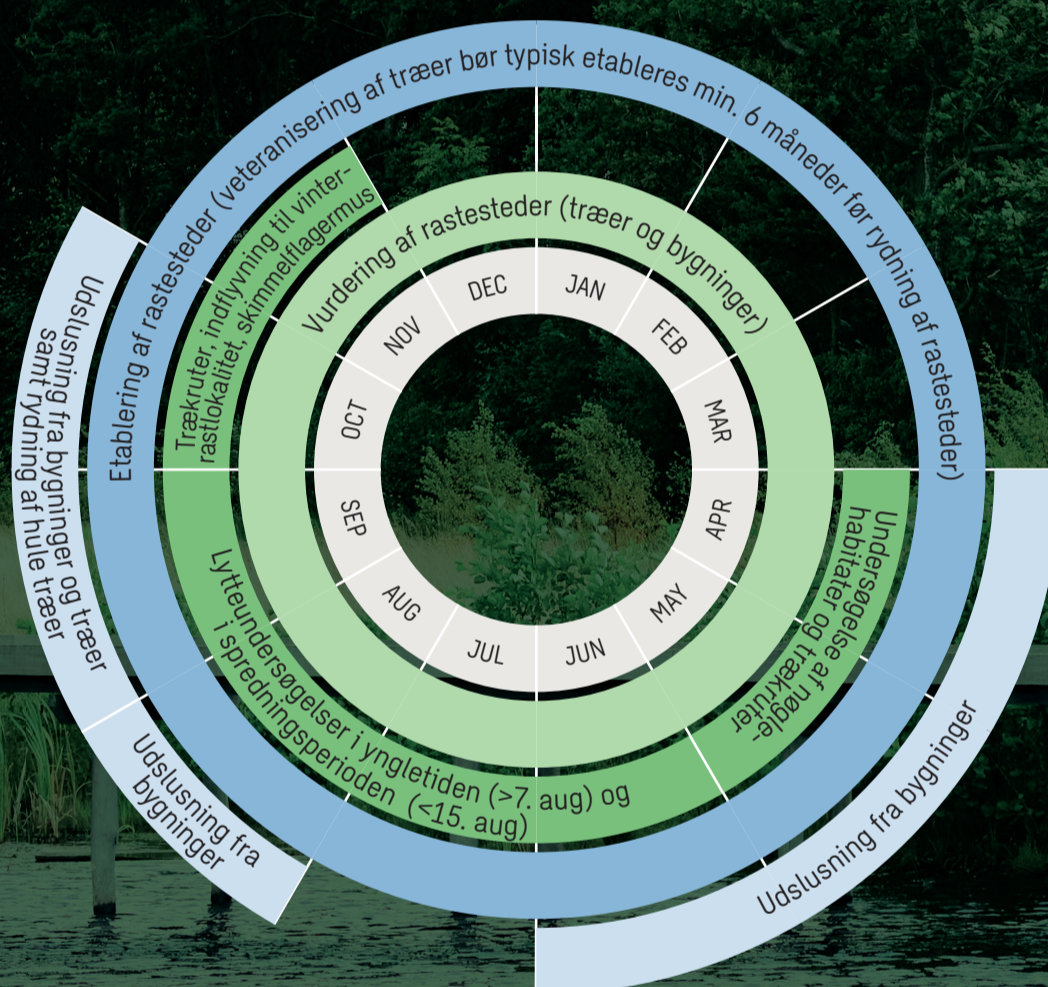 Etablering af rastesteder (veteranisering af træer bør typisk etableres min. 6 måneder før rydning af rastesteder)
Trækruter, indflyvning til vinter-
rastlokalitet, skimmelflagermus
Vurdering af rastesteder (træer og bygninger)
JAN
FEB
MAR
APR
MAY
JUN
JUL
AUG
SEP
OCT
NOV
DEC
Undersøgelse af nøgle-
habitater og trækruter
Lytteundersøgelser i yngletiden (>7. aug) og
i spredningsperioden (<15. aug)
Udslusning fra bygninger
Udslusning fra
bygninger
Udslusning fra bygninger og træer
samt rydning af hule træer